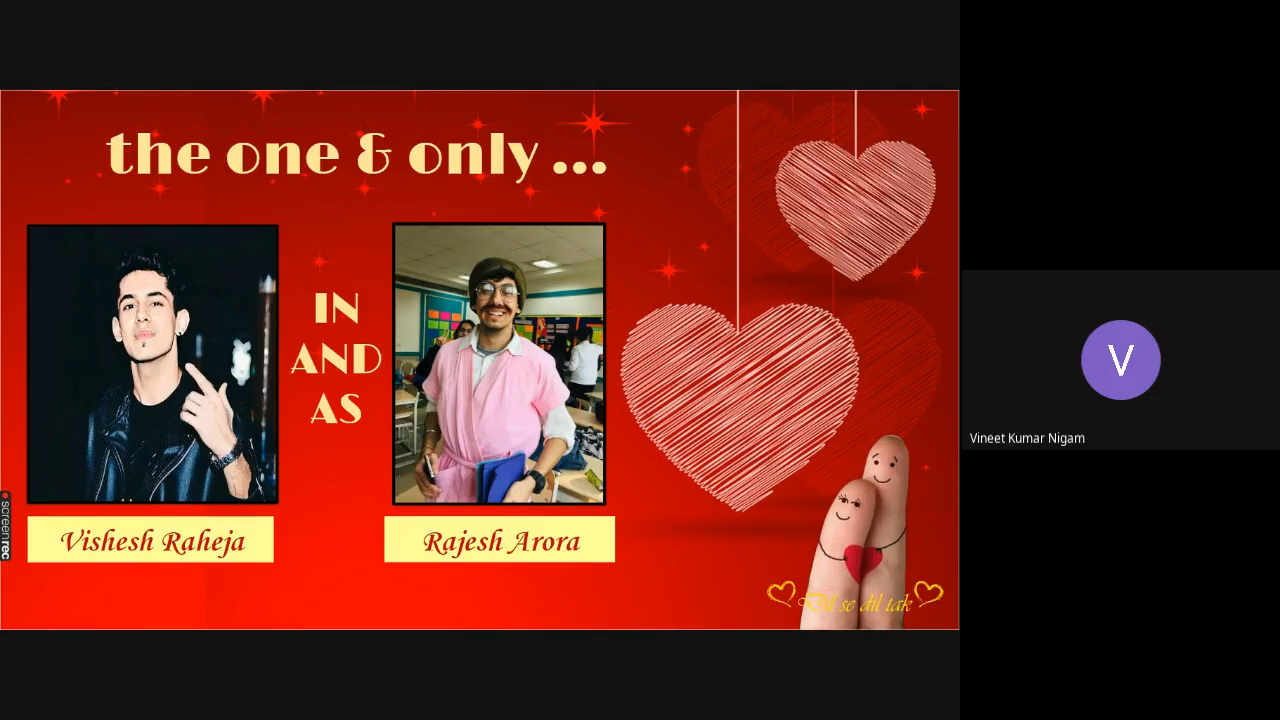 the one & only ...
IN
AND
AS
Vishesh Raheja
Rajesh Arora
Dil se dil tak
screenrec
V
Vineet Kumar Nigam